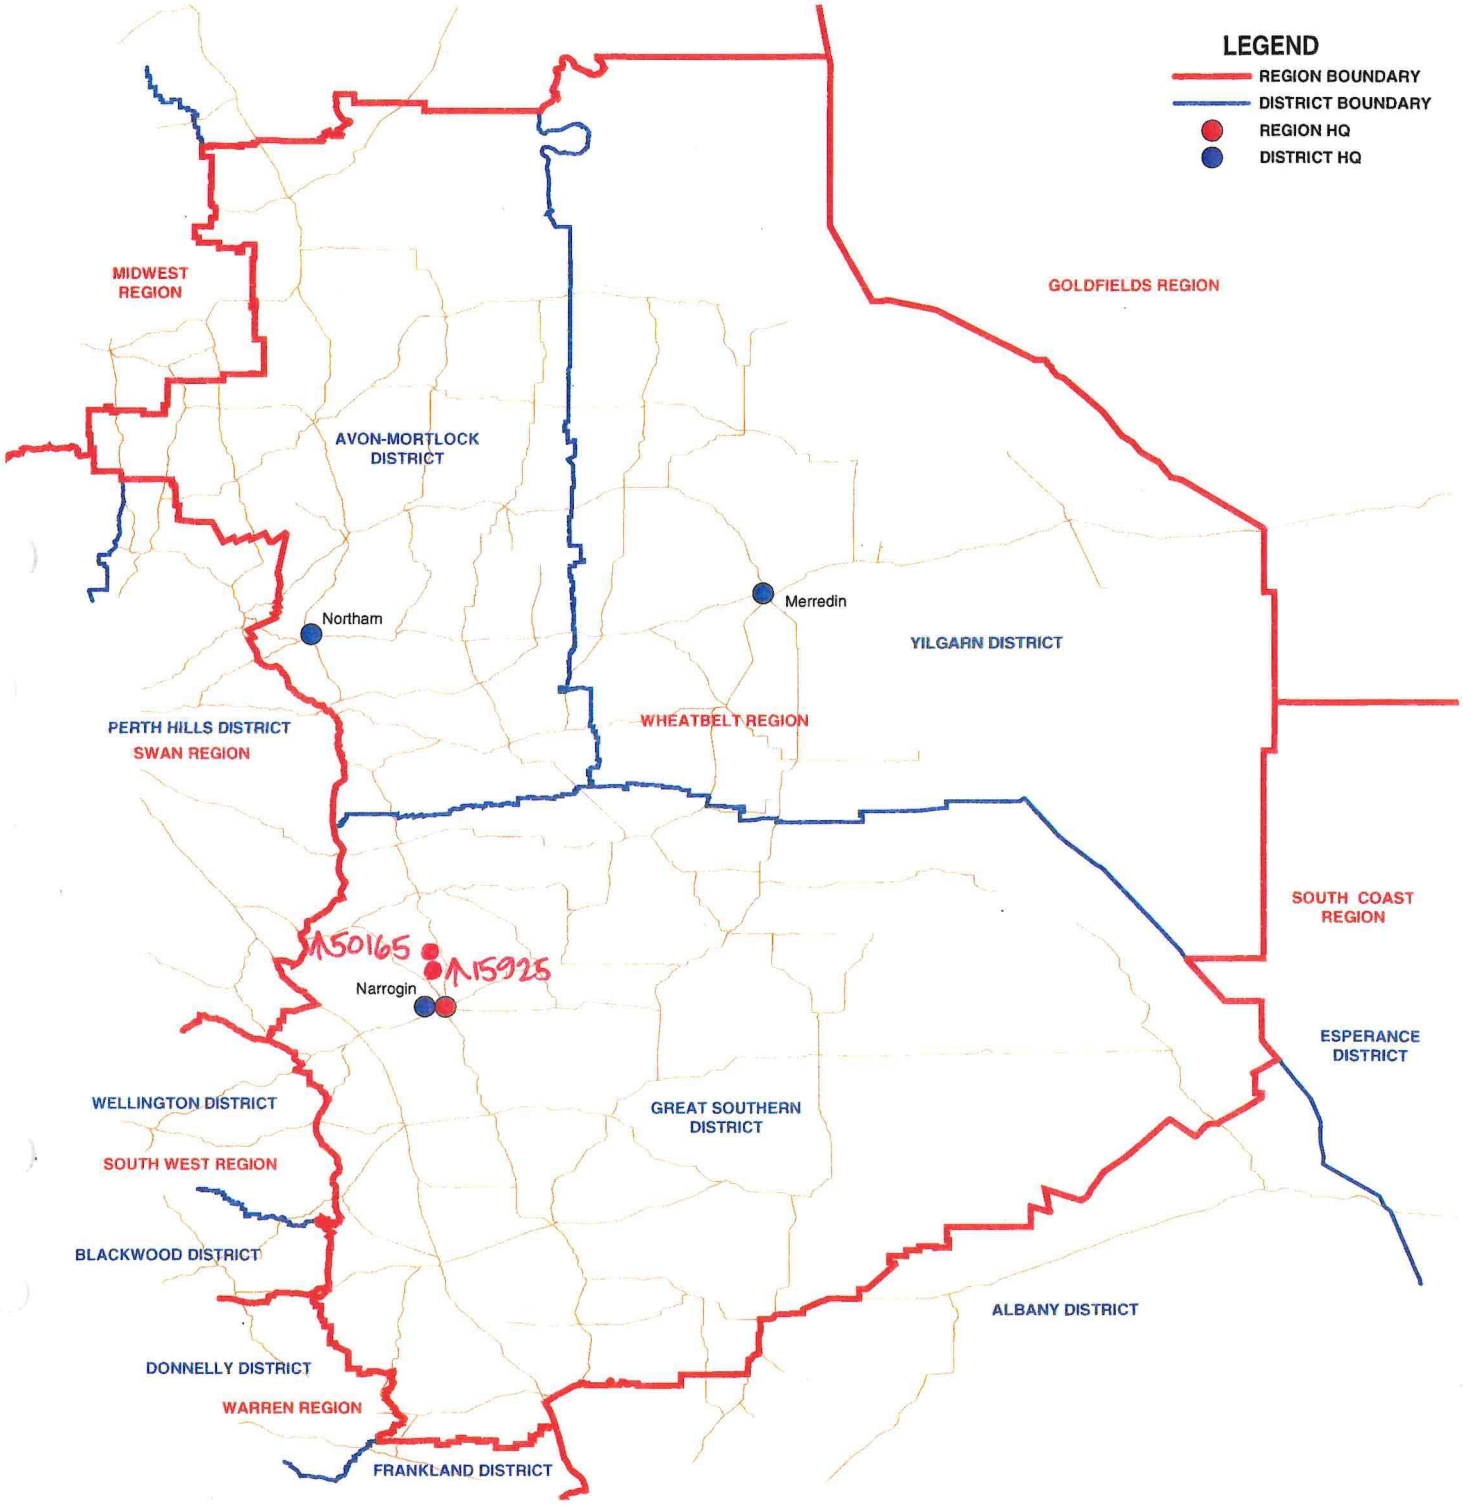 LEGEND
REGION BOUNDARY
DISTRICT BOUNDARY
REGION HQ
DISTRICT HQ
MIDWEST
REGION
GOLDFIELDS REGION
AVON-MORTLOCK
DISTRICT
Northam
Merredin
YILGARN DISTRICT
WHEATBELT REGION
PERTH HILLS DISTRICT
SWAN REGION
SOUTH COAST
REGION
A50165
A15925
Narrogin
ESPERANCE
DISTRICT
WELLINGTON DISTRICT
GREAT SOUTHERN
DISTRICT
SOUTH WEST REGION
BLACKWOOD DISTRICT
ALBANY DISTRICT
DONNELLY DISTRICT
WARREN REGION
FRANKLAND DISTRICT